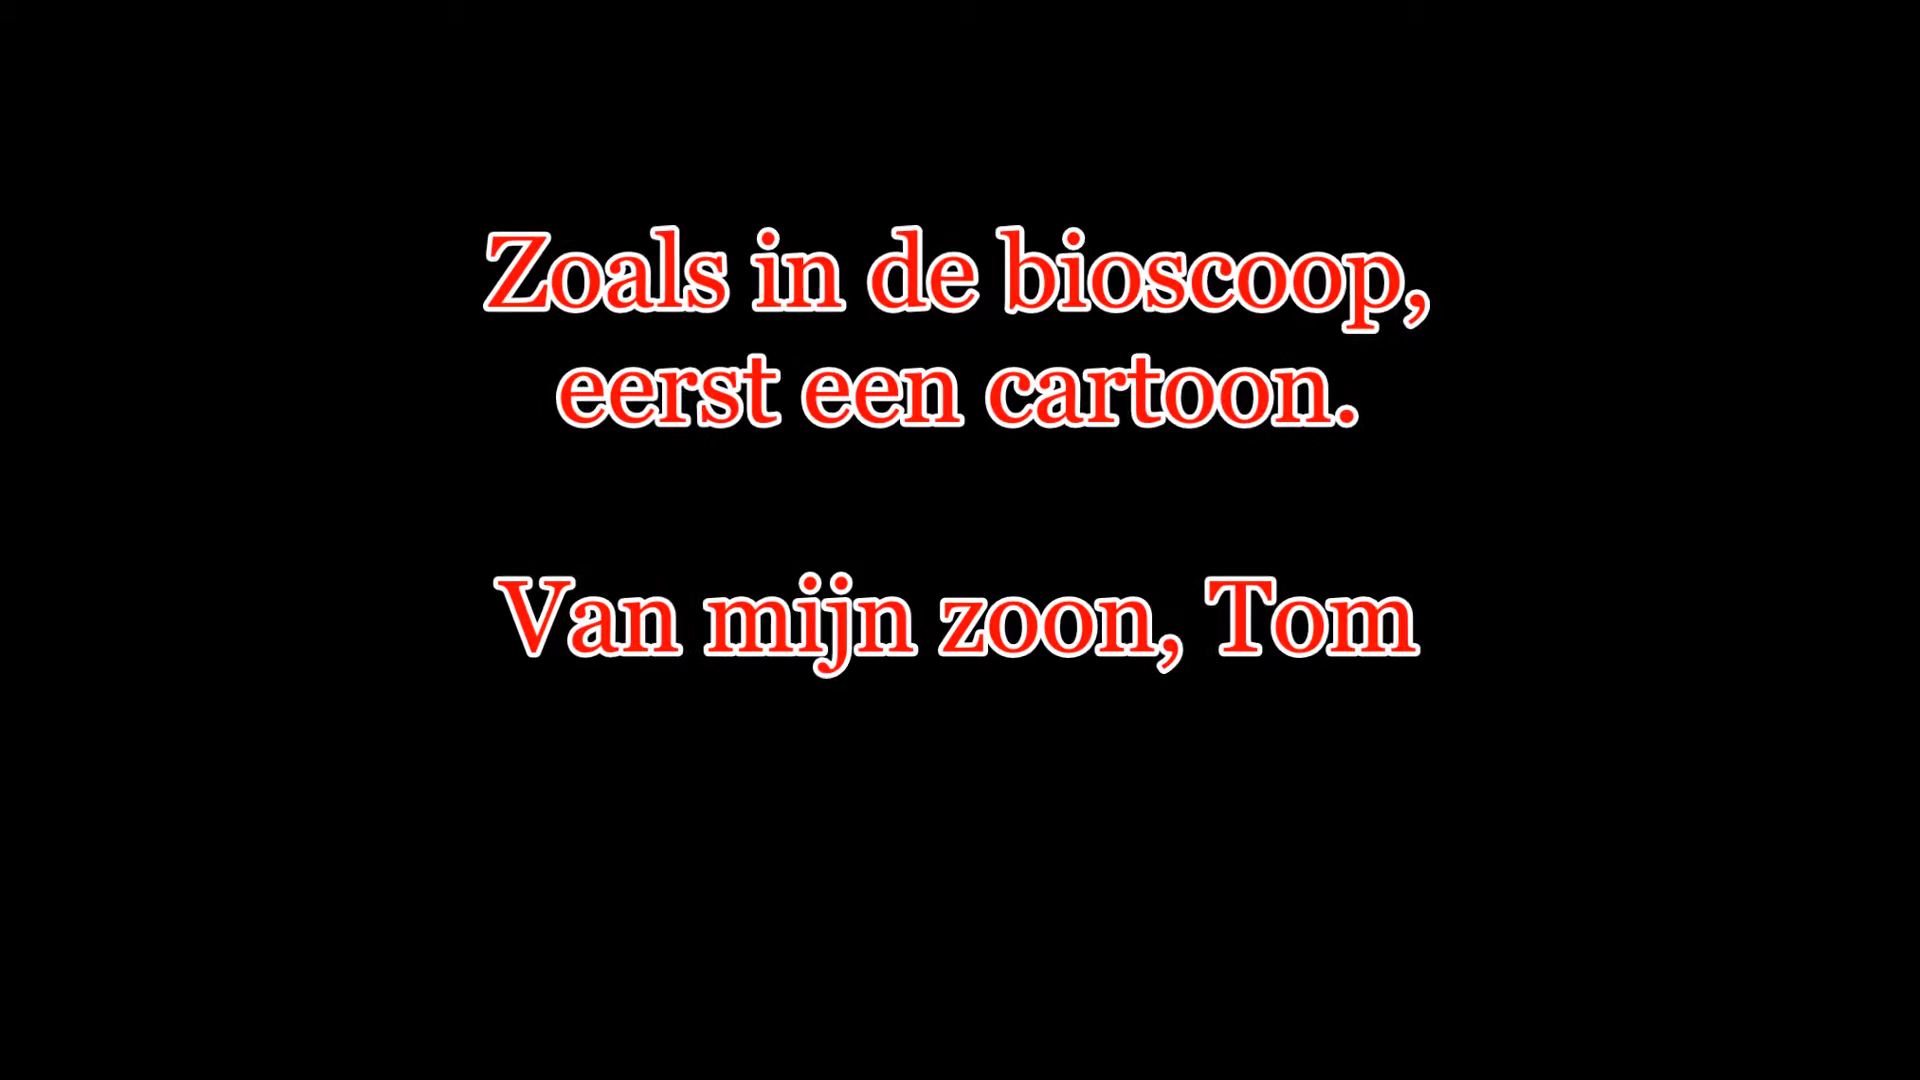 Zoals in de bioscoop,
eerst een cartoon.
Van mijn zoon, Tom